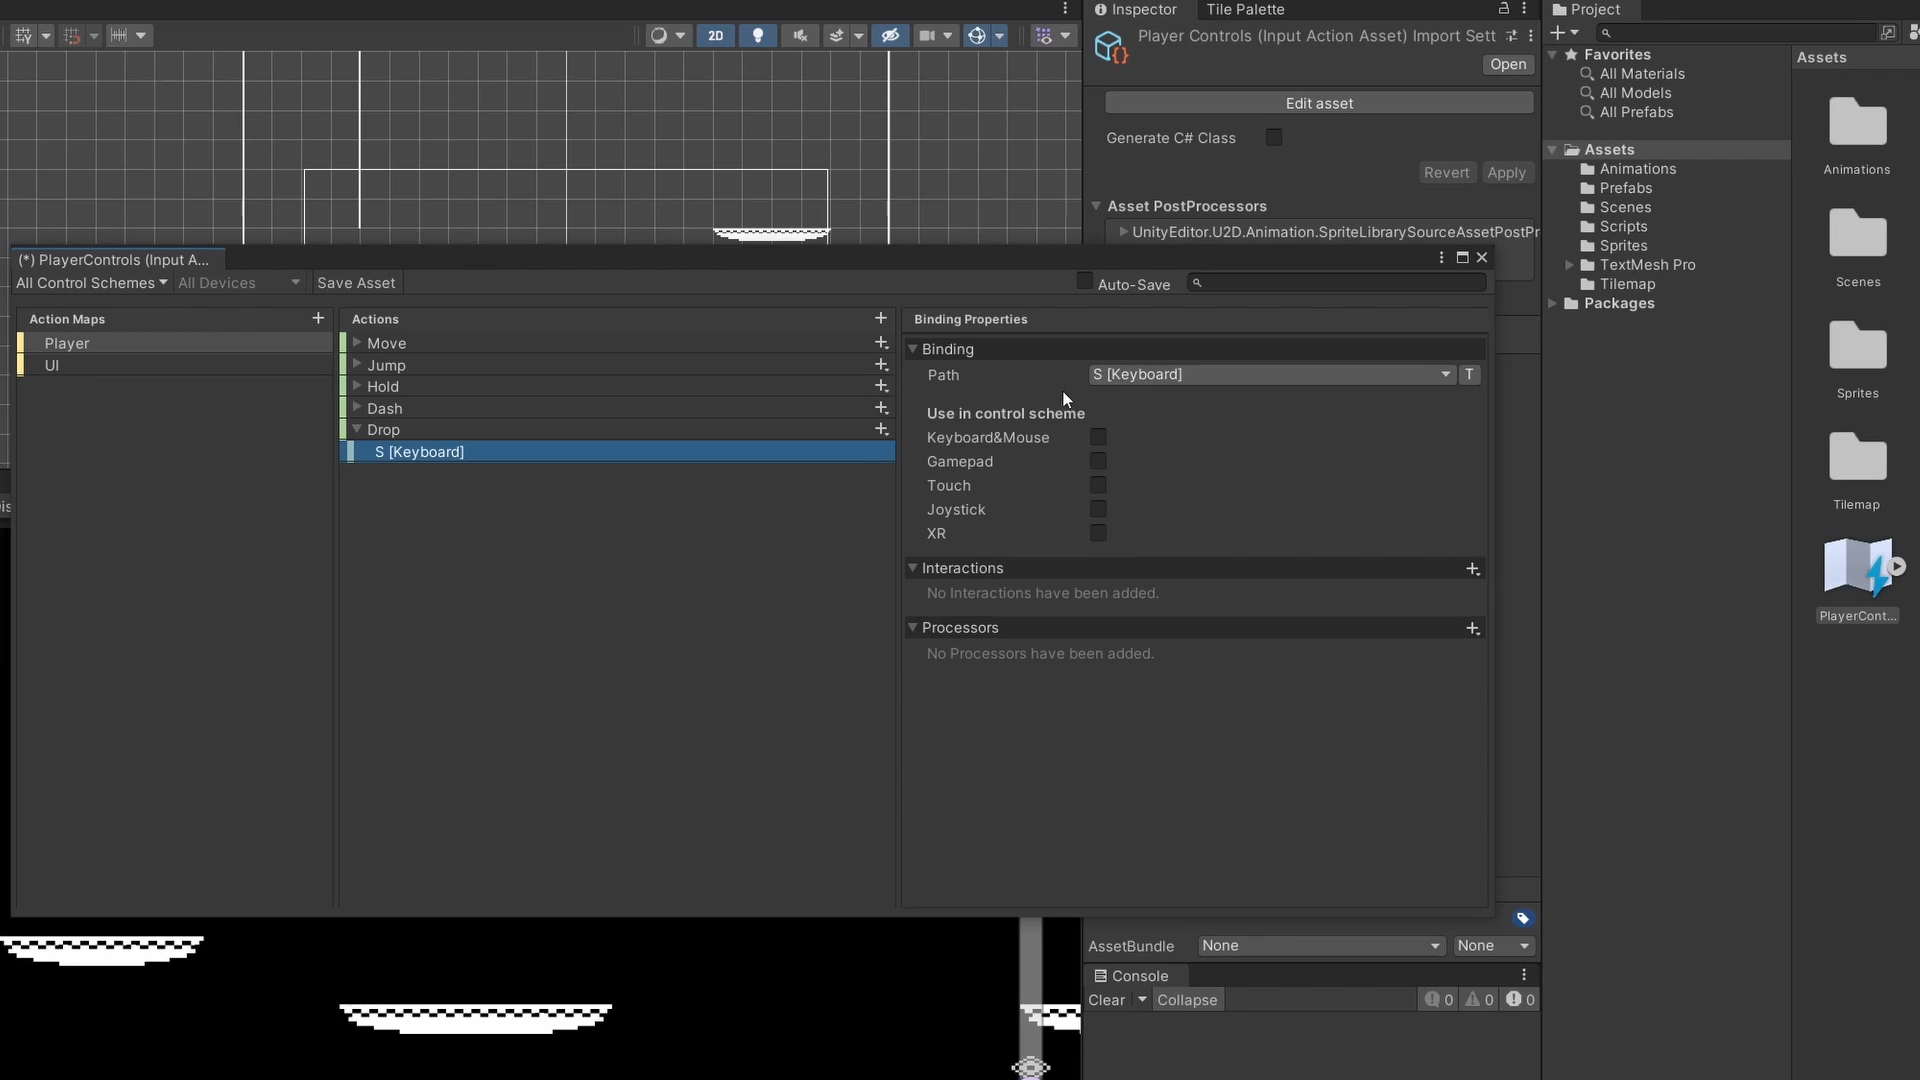 Inspector
Tile Palette
Project
2D
Player Controls (Input Action Asset) Import Sett
Open
Edit asset
Generate C# Class
Revert
Apply
Asset PostProcessors
UnityEditor.U2D.Animation.SpriteLibrarySourceAssetPostPr
Favorites
All Materials
All Models
All Prefabs
Assets
Animations
Prefabs
Scenes
Scripts
Sprites
TextMesh Pro
Tilemap
Packages
Assets
Animations
Scenes
Sprites
Tilemap
PlayerCont...
(*) PlayerControls (Input A...
All Control Schemes
All Devices
Save Asset
Auto-Save
Action Maps
Player
UI
Actions
Move
Jump
Hold
Dash
Drop
S [Keyboard]
Binding Properties
Binding
Path
S [Keyboard]
T
Use in control scheme
Keyboard&Mouse
Gamepad
Touch
Joystick
XR
Interactions
No Interactions have been added.
Processors
No Processors have been added.
AssetBundle
None
None
Console
Clear
Collapse
0
0
0